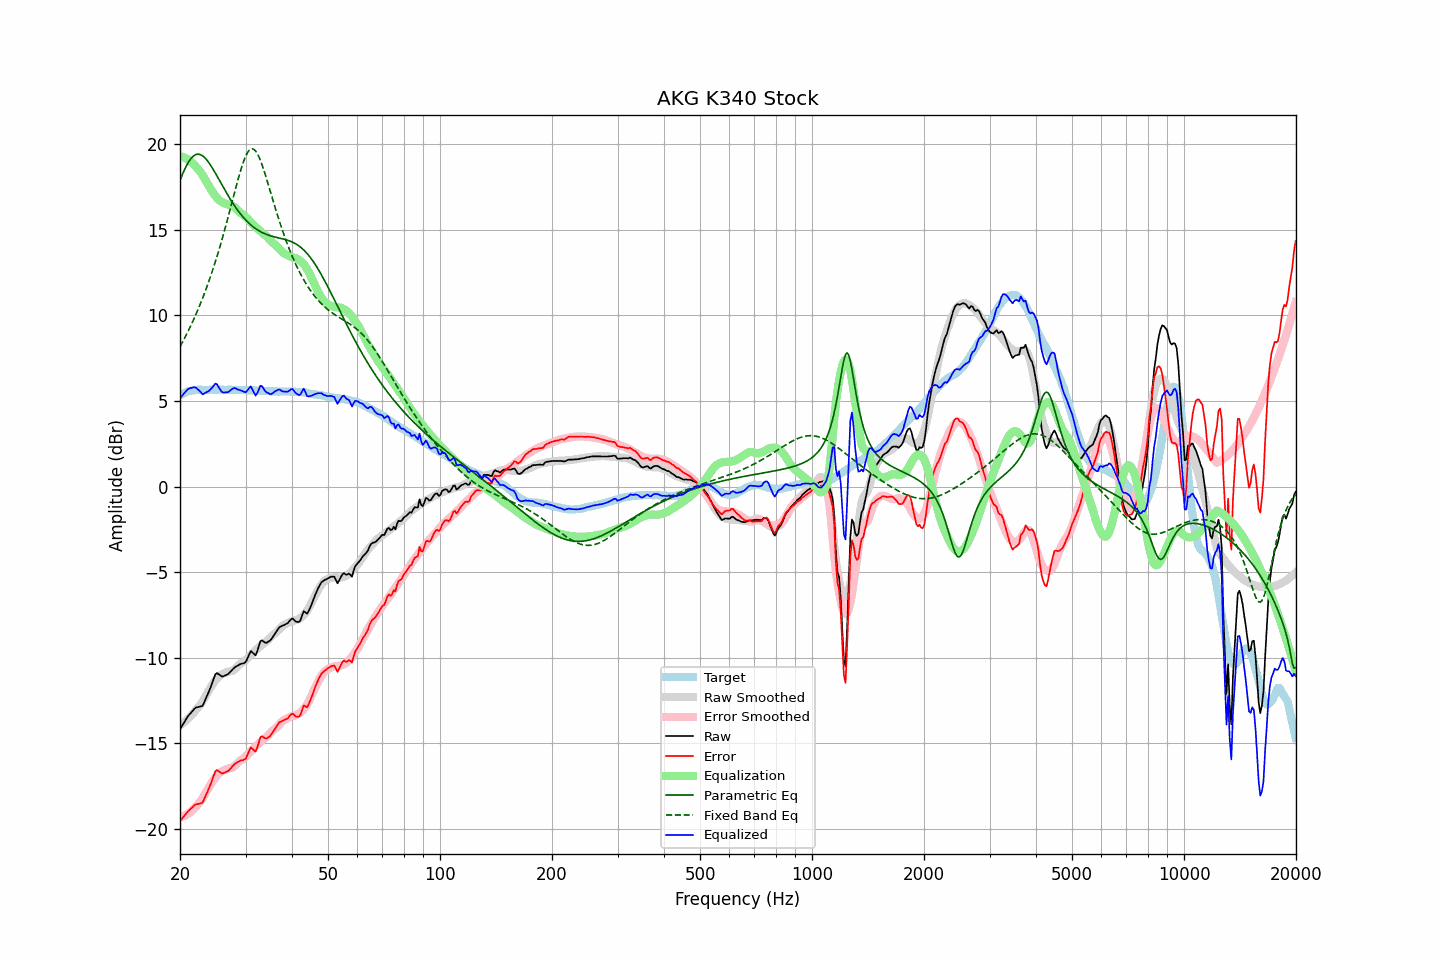 AKG K340 Stock
Amplitude (dBr)
20
15
10
5
0
−5
−10
−15
−20
Target
Raw Smoothed
Error Smoothed
Raw
Error
Equalization
Parametric Eq
Fixed Band Eq
Equalized
20
50
100
200
500
1000
2000
5000
10000
20000
Frequency (Hz)